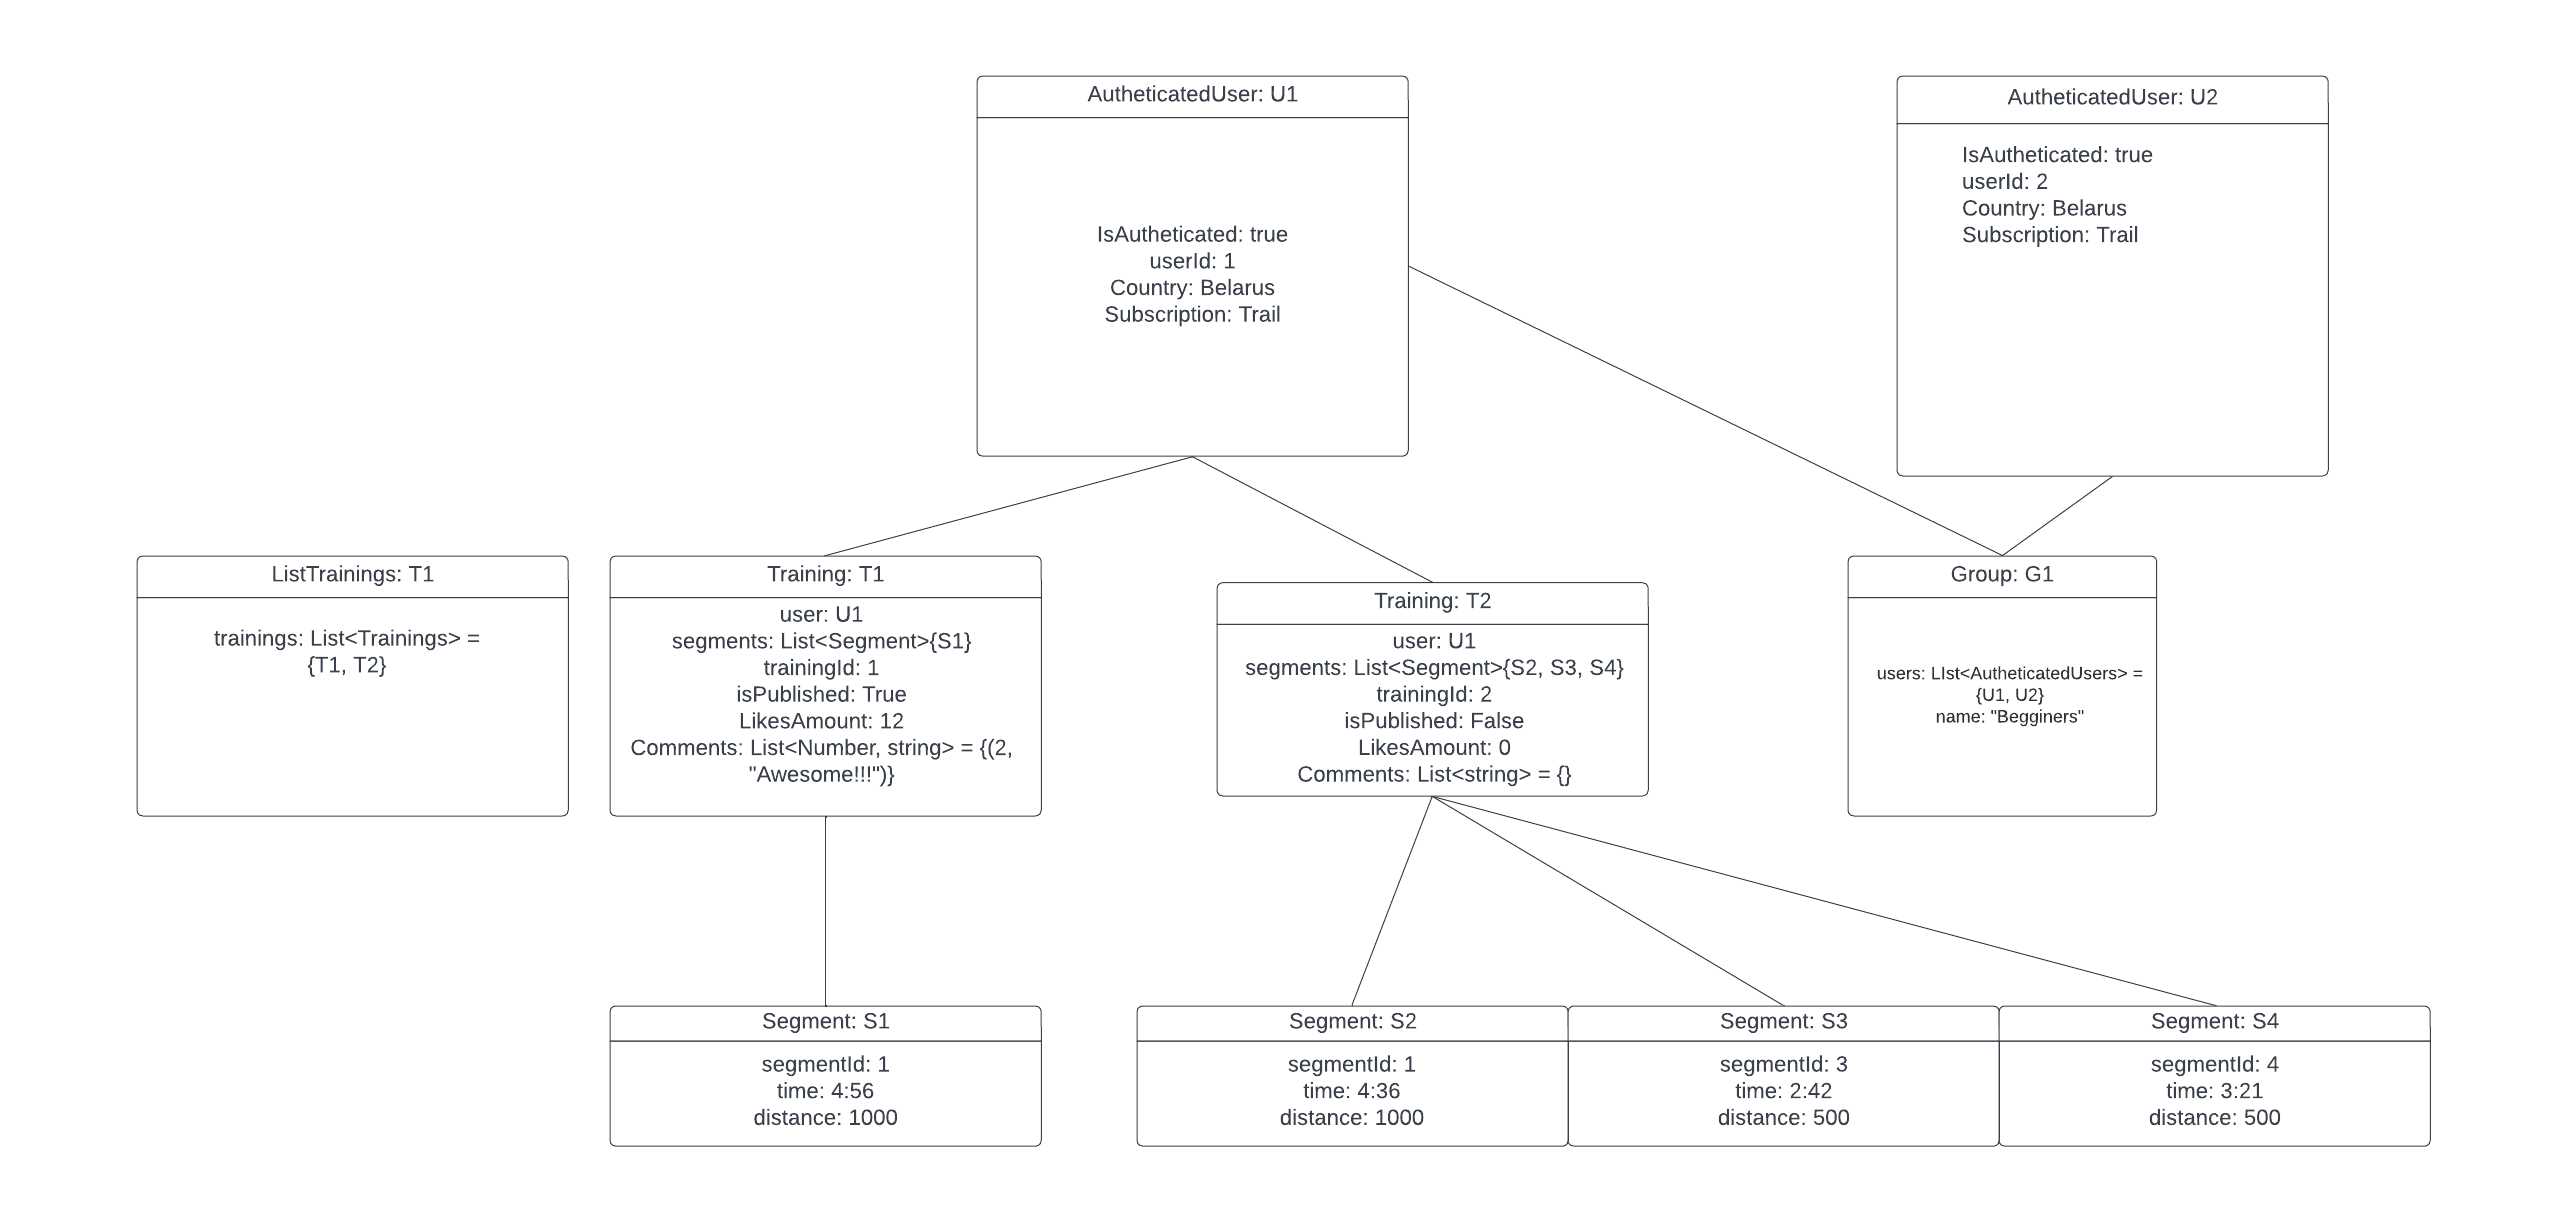 AutheticatedUser: U1
IsAutheticated: true
userId: 1
Country: Belarus
Subscription: Trail
AutheticatedUser: U2
IsAutheticated: true
userId: 2
Country: Belarus
Subscription: Trail
ListTrainings: T1
trainings: List<Trainings> =
{T1, T2}
Training: T1
user: U1
segments: List<Segment>{S1}
trainingId: 1
isPublished: True
LikesAmount: 12
Comments: List<Number, string> = {(2,
"Awesome!!!")}
Training: T2
user: U1
segments: List<Segment>{S2, S3, S4}
trainingId: 2
isPublished: False
LikesAmount: 0
Comments: List<string> = {}
Group: G1
users: LIst<AutheticatedUsers> =
{U1, U2}
name: "Begginers"
Segment: S1
segmentId: 1
time: 4:56
distance: 1000
Segment: S2
segmentId: 1
time: 4:36
distance: 1000
Segment: S3
segmentId: 3
time: 2:42
distance: 500
Segment: S4
segmentId: 4
time: 3:21
distance: 500